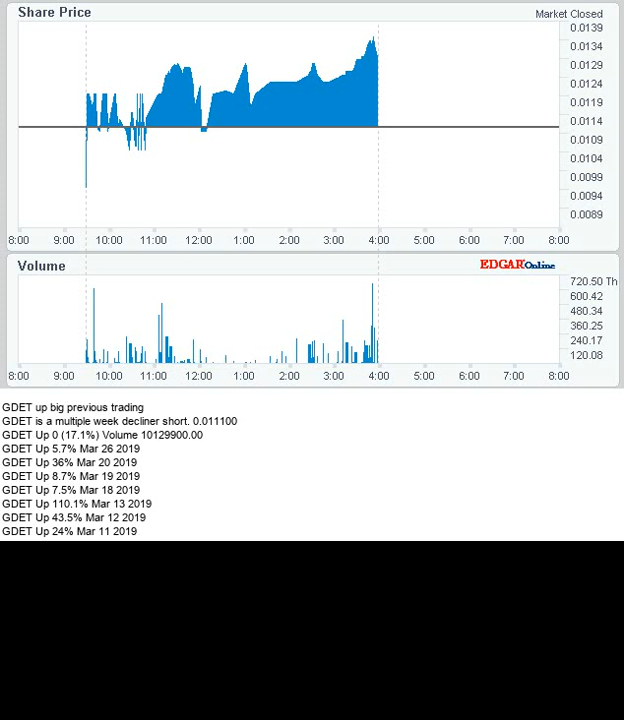 Share Price
Market Closed
0.0139
0.0134
0.0129
0.0124
0.0119
0.0114
0.0109
0.0104
0.0099
0.0094
0.0089
8:00 9:00 10:00 11:00 12:00 1:00 2:00 3:00 4:00 5:00 6:00 7:00 8:00
Volume
EDGAR Online
720.50 Th
600.42
480.34
360.25
240.17
120.08
8:00 9:00 10:00 11:00 12:00 1:00 2:00 3:00 4:00 5:00 6:00 7:00 8:00
GDET up big previous trading
GDET is a multiple week decliner short. 0.011100
GDET Up 0 (17.1%) Volume 10129900.00
GDET Up 5.7% Mar 26 2019
GDET Up 36% Mar 20 2019
GDET Up 8.7% Mar 19 2019
GDET Up 7.5% Mar 18 2019
GDET Up 110.1% Mar 13 2019
GDET Up 43.5% Mar 12 2019
GDET Up 24% Mar 11 2019